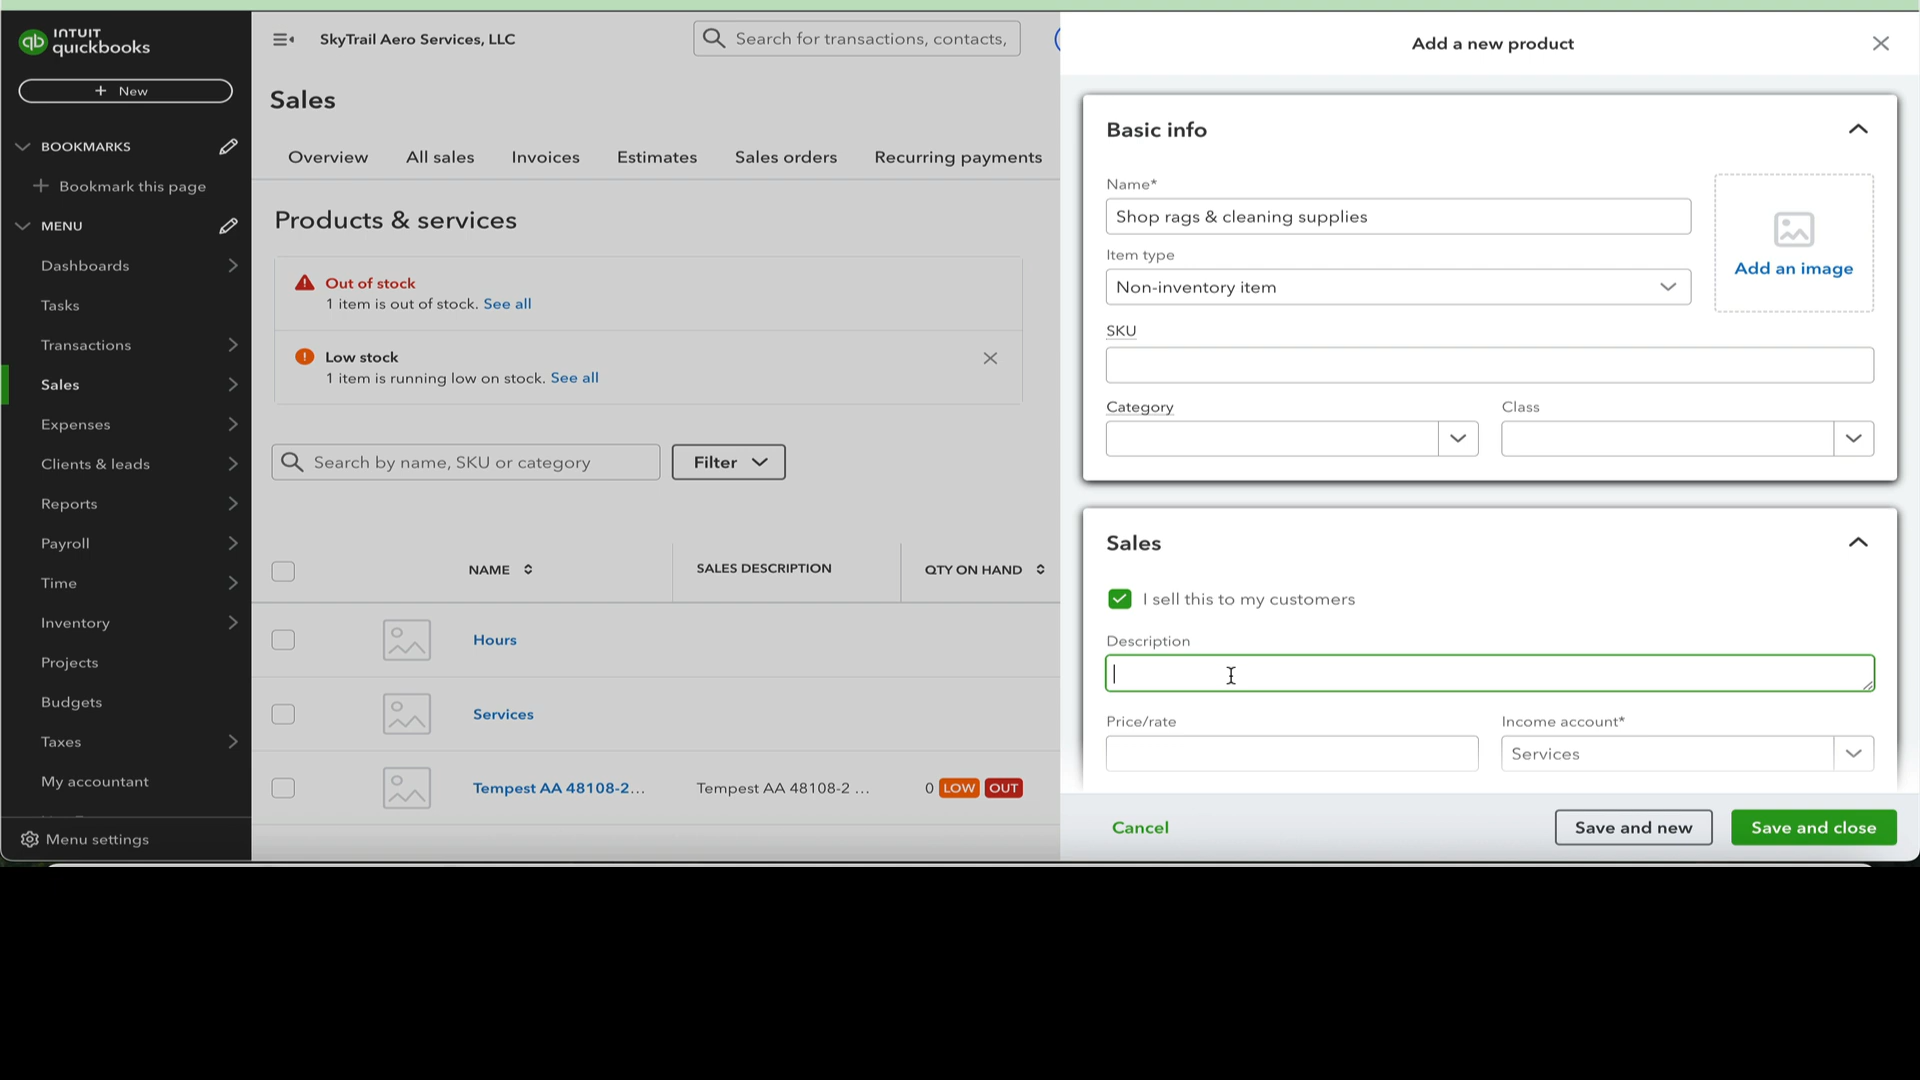 INTUIT
quickbooks
New
BOOKMARKS
Bookmark this page
MENU
Dashboards
Tasks
Transactions
Sales
Expenses
Clients & leads
Reports
Payroll
Time
Inventory
Projects
Budgets
Taxes
My accountant
Menu settings
SkyTrail Aero Services, LLC
Search for transactions, contacts,
Sales
Overview
All sales
Invoices
Estimates
Sales orders
Recurring payments
Products & services
Out of stock
1 item is out of stock. See all
Low stock
1 item is running low on stock. See all
Search by name, SKU or category
Filter
NAME
SALES DESCRIPTION
QTY ON HAND
Hours
Services
Tempest AA 48108-2...
Tempest AA 48108-2 ...
0 LOW OUT
Add a new product
Basic info
Name*
Shop rags & cleaning supplies
Add an image
Item type
Non-inventory item
SKU
Category
Class
Sales
I sell this to my customers
Description
Price/rate
Income account*
Services
Cancel
Save and new
Save and close